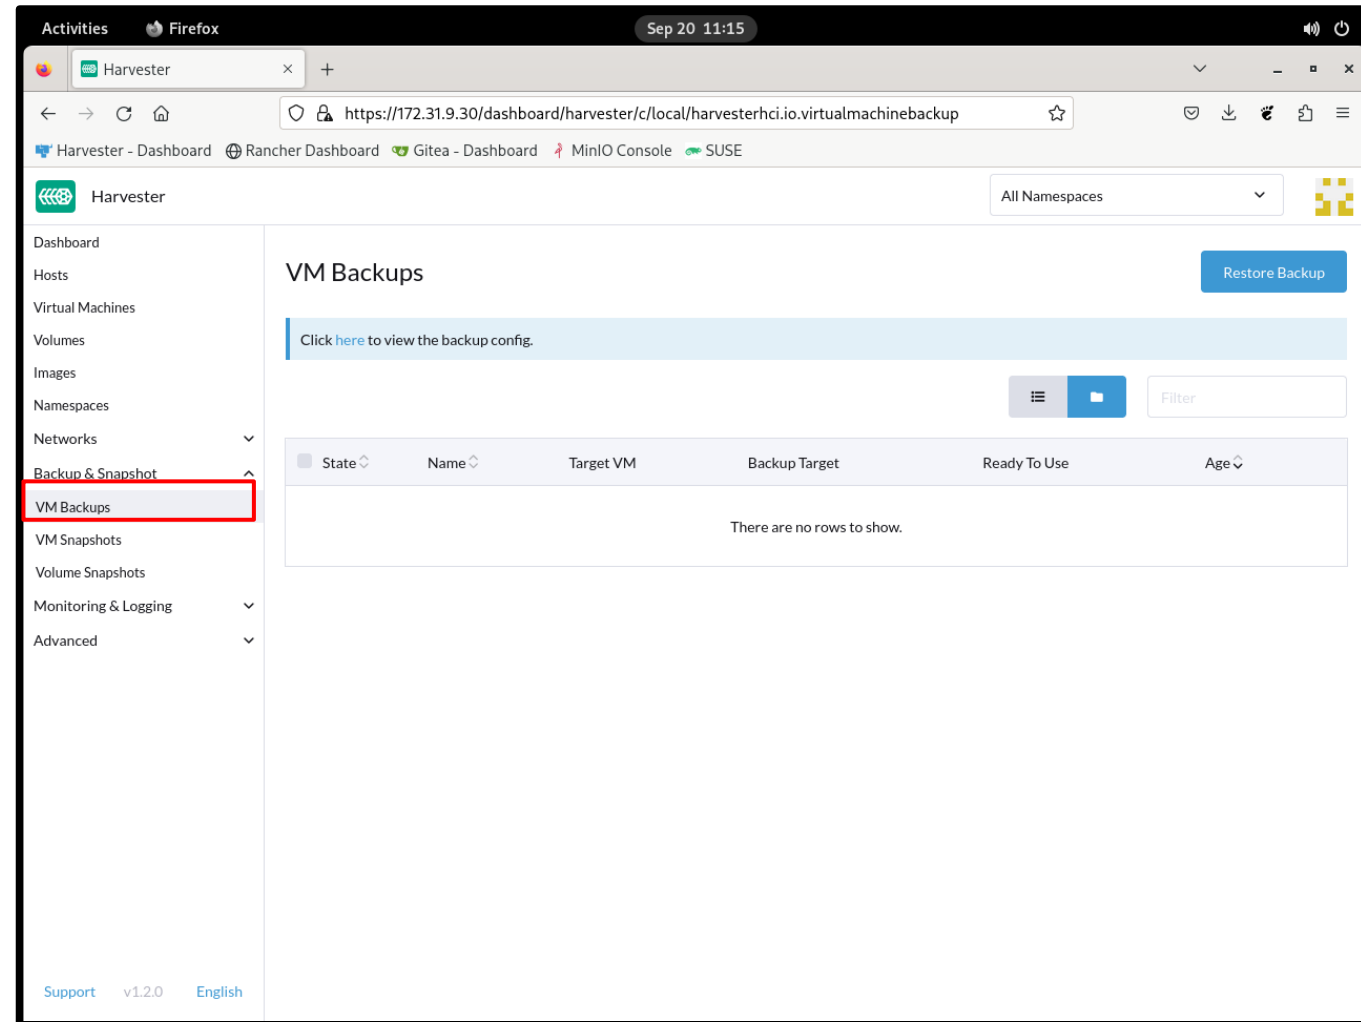 Activities Firefox Sep 20 11:15
Harvester
https://172.31.9.30/dashboard/harvester/c/local/harvesterhci.io.virtualmachinebackup
Harvester - Dashboard Rancher Dashboard Gitea - Dashboard MinIO Console SUSE
Harvester All Namespaces
Dashboard
Hosts
Virtual Machines
Volumes
Images
Namespaces
Networks
Backup & Snapshot
VM Backups
VM Snapshots
Volume Snapshots
Monitoring & Logging
Advanced
Support v1.2.0 English
VM Backups Restore Backup
Click here to view the backup config.
Filter
State Name Target VM Backup Target Ready To Use Age
There are no rows to show.